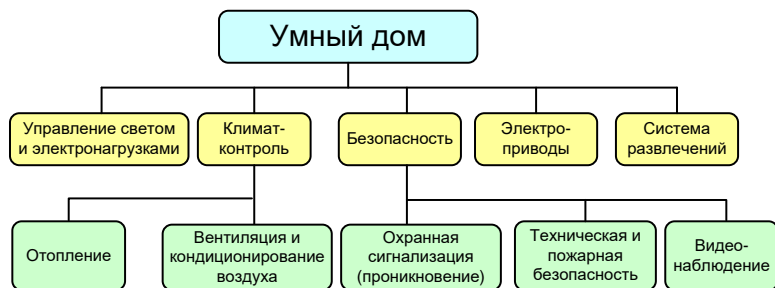 Умный дом
Управление светом
и электронагрузками
Климат-
контроль
Безопасность
Электро-
приводы
Система
развлечений
Отопление
Вентиляция и
кондиционирование
воздуха
Охранная
сигнализация
(проникновение)
Техническая и
пожарная
безопасность
Видео-
наблюдение